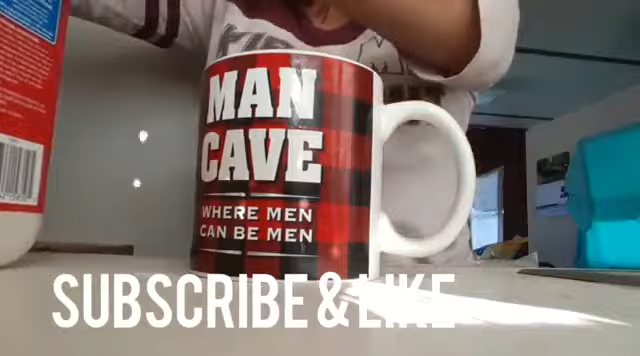 MAN
CAVE
WHERE MEN
CAN BE MEN
SUBSCRIBE & LIKE